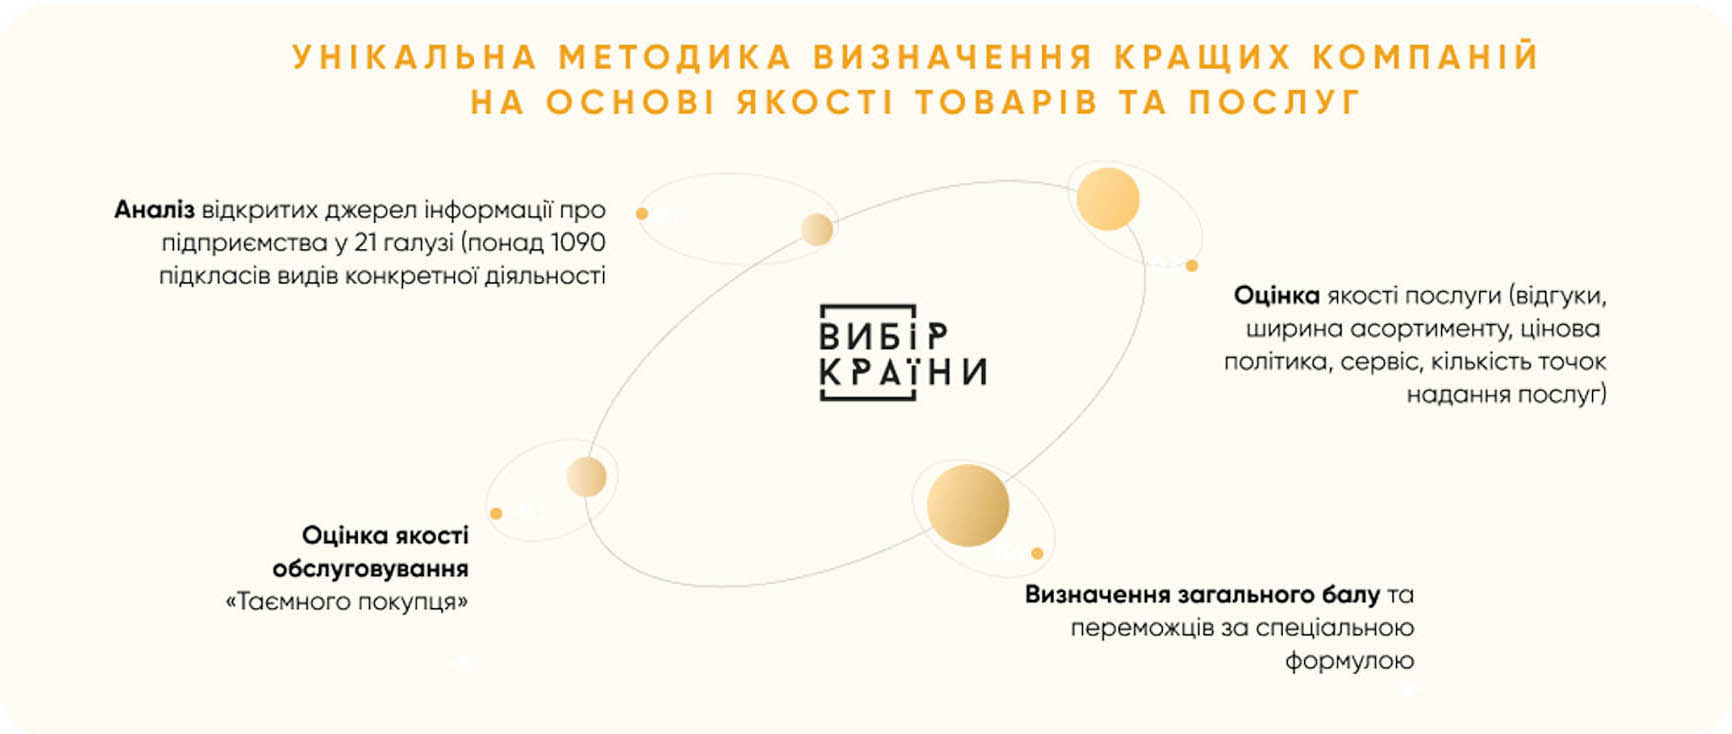 УНІКАЛЬНА МЕТОДИКА ВИЗНАЧЕННЯ КРАЩИХ КОМПАНІЙ
НА ОСНОВІ ЯКОСТІ ТОВАРІВ ТА ПОСЛУГ
Аналіз відкритих джерел інформації про
підприємства у 21 галузі (понад 1090
підкласів видів конкретної діяльності
Оцінка якості послуги (відгуки,
ширина асортименту, цінова
політика, сервіс, кількість точок
надання послуг)
ВИБІР
КРАЇНИ
Оцінка якості
обслуговування
«Таємного покупця»
Визначення загального балу та
переможців за спеціальною
формулою